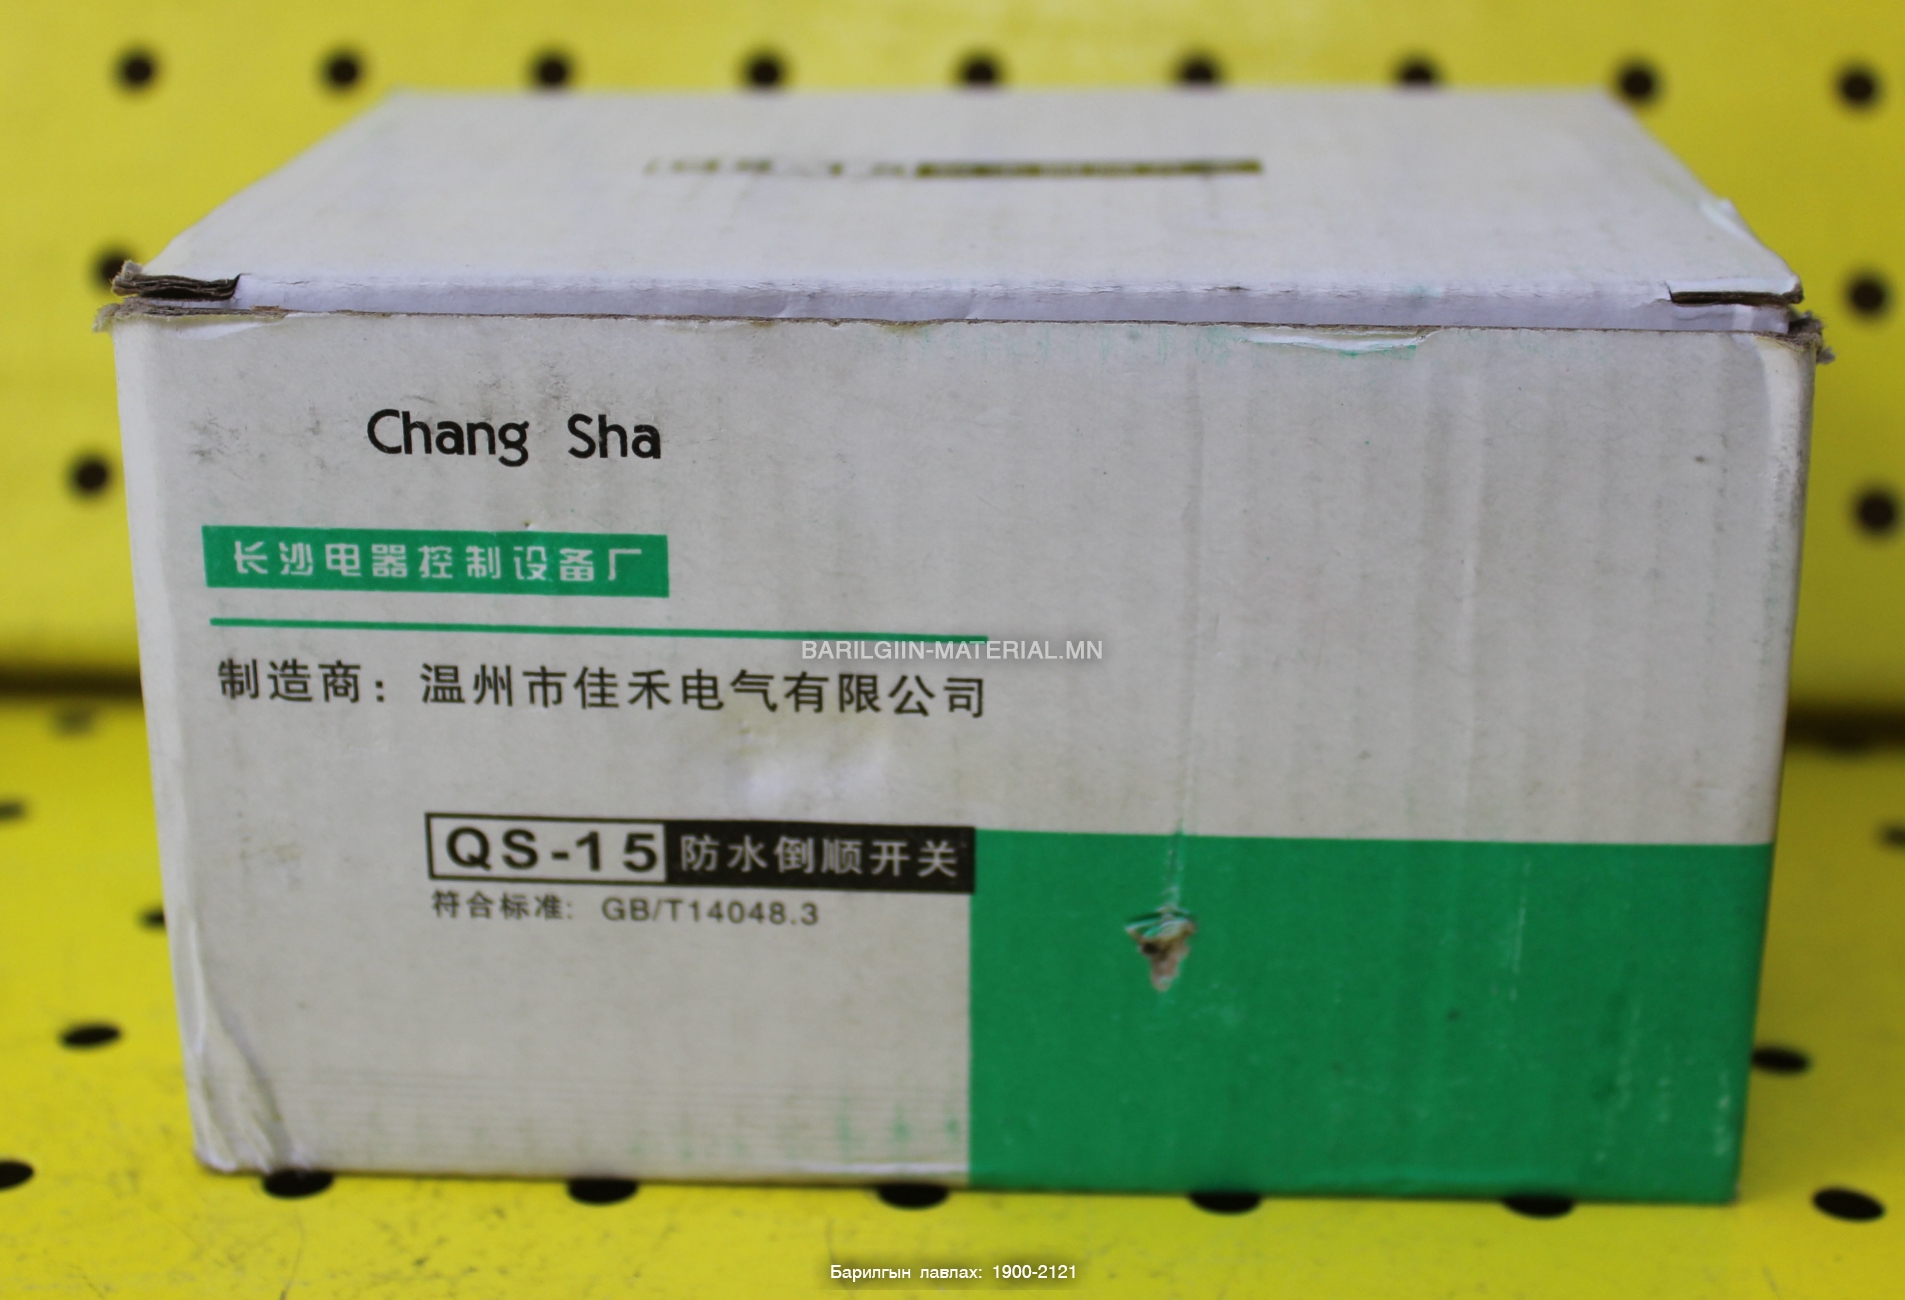 Chang Sha
长沙电器控制设备厂
BARILGIIN-MATERIAL.MN
制造商：温州市佳禾电气有限公司
QS-15 防水倒顺开关
符合标准: GB/T14048.3
Барилгын лавлах: 1900-2121